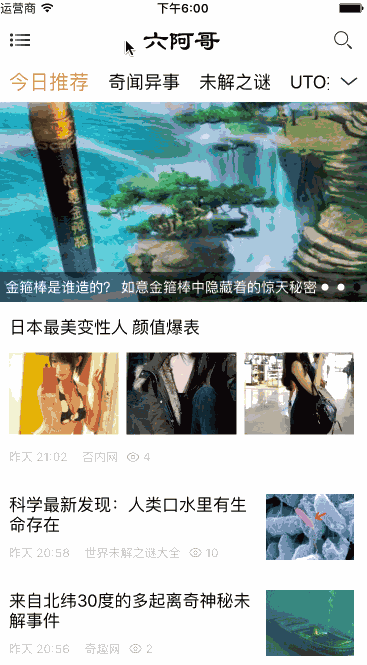 运营商 下午6:00
六阿哥
今日推荐 奇闻异事 未解之谜 UTO
金箍棒是谁造的？ 如意金箍棒中隐藏着的惊天秘密
日本最美变性人 颜值爆表
昨天 21:02 否内网 4
科学最新发现：人类口水里有生
命存在
昨天 20:58 世界未解之谜大全 10
来自北纬30度的多起离奇神秘未
解事件
昨天 20:56 奇趣网 2